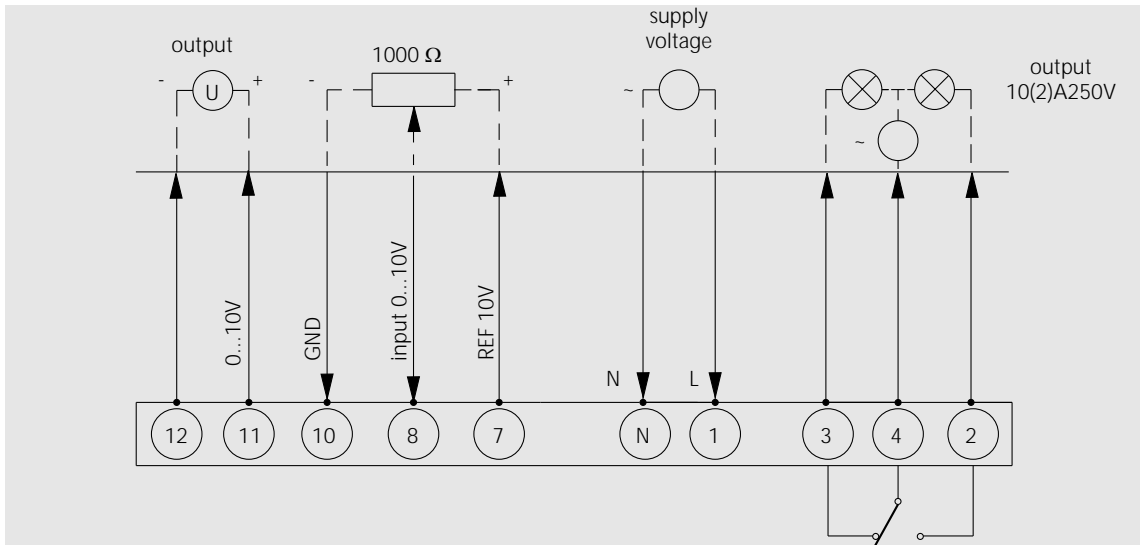 supply
voltage
output
1000 Ω
output
10(2)A250V
- + - + ~
U
~
0...10V
GND
input 0...10V
REF 10V
N L
12 11 10 8 7 N 1 3 4 2